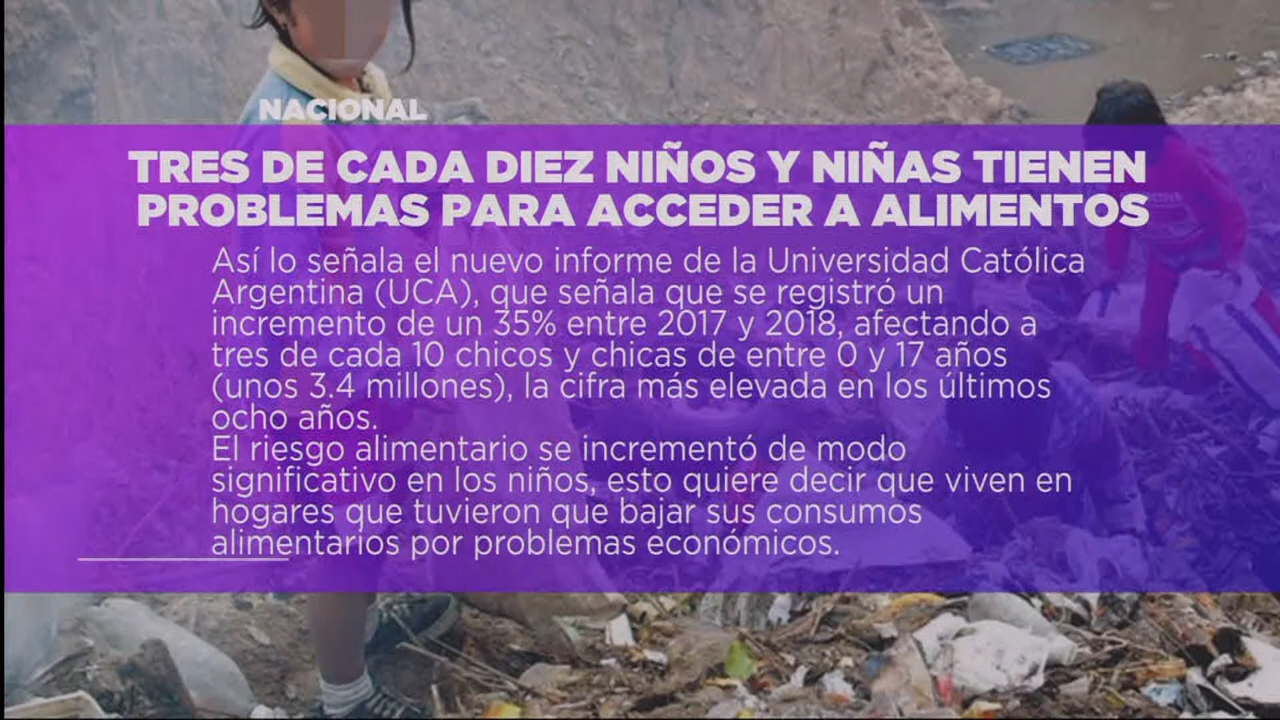 NACIONAL
TRES DE CADA DIEZ NIÑOS Y NIÑAS TIENEN
PROBLEMAS PARA ACCEDER A ALIMENTOS
Así lo señala el nuevo informe de la Universidad Católica
Argentina (UCA), que señala que se registró un
incremento de un 35% entre 2017 y 2018, afectando a
tres de cada 10 chicos y chicas de entre 0 y 17 años
(unos 3.4 millones), la cifra más elevada en los últimos
ocho años.
El riesgo alimentario se incrementó de modo
significativo en los niños, esto quiere decir que viven en
hogares que tuvieron que bajar sus consumos
alimentarios por problemas económicos.